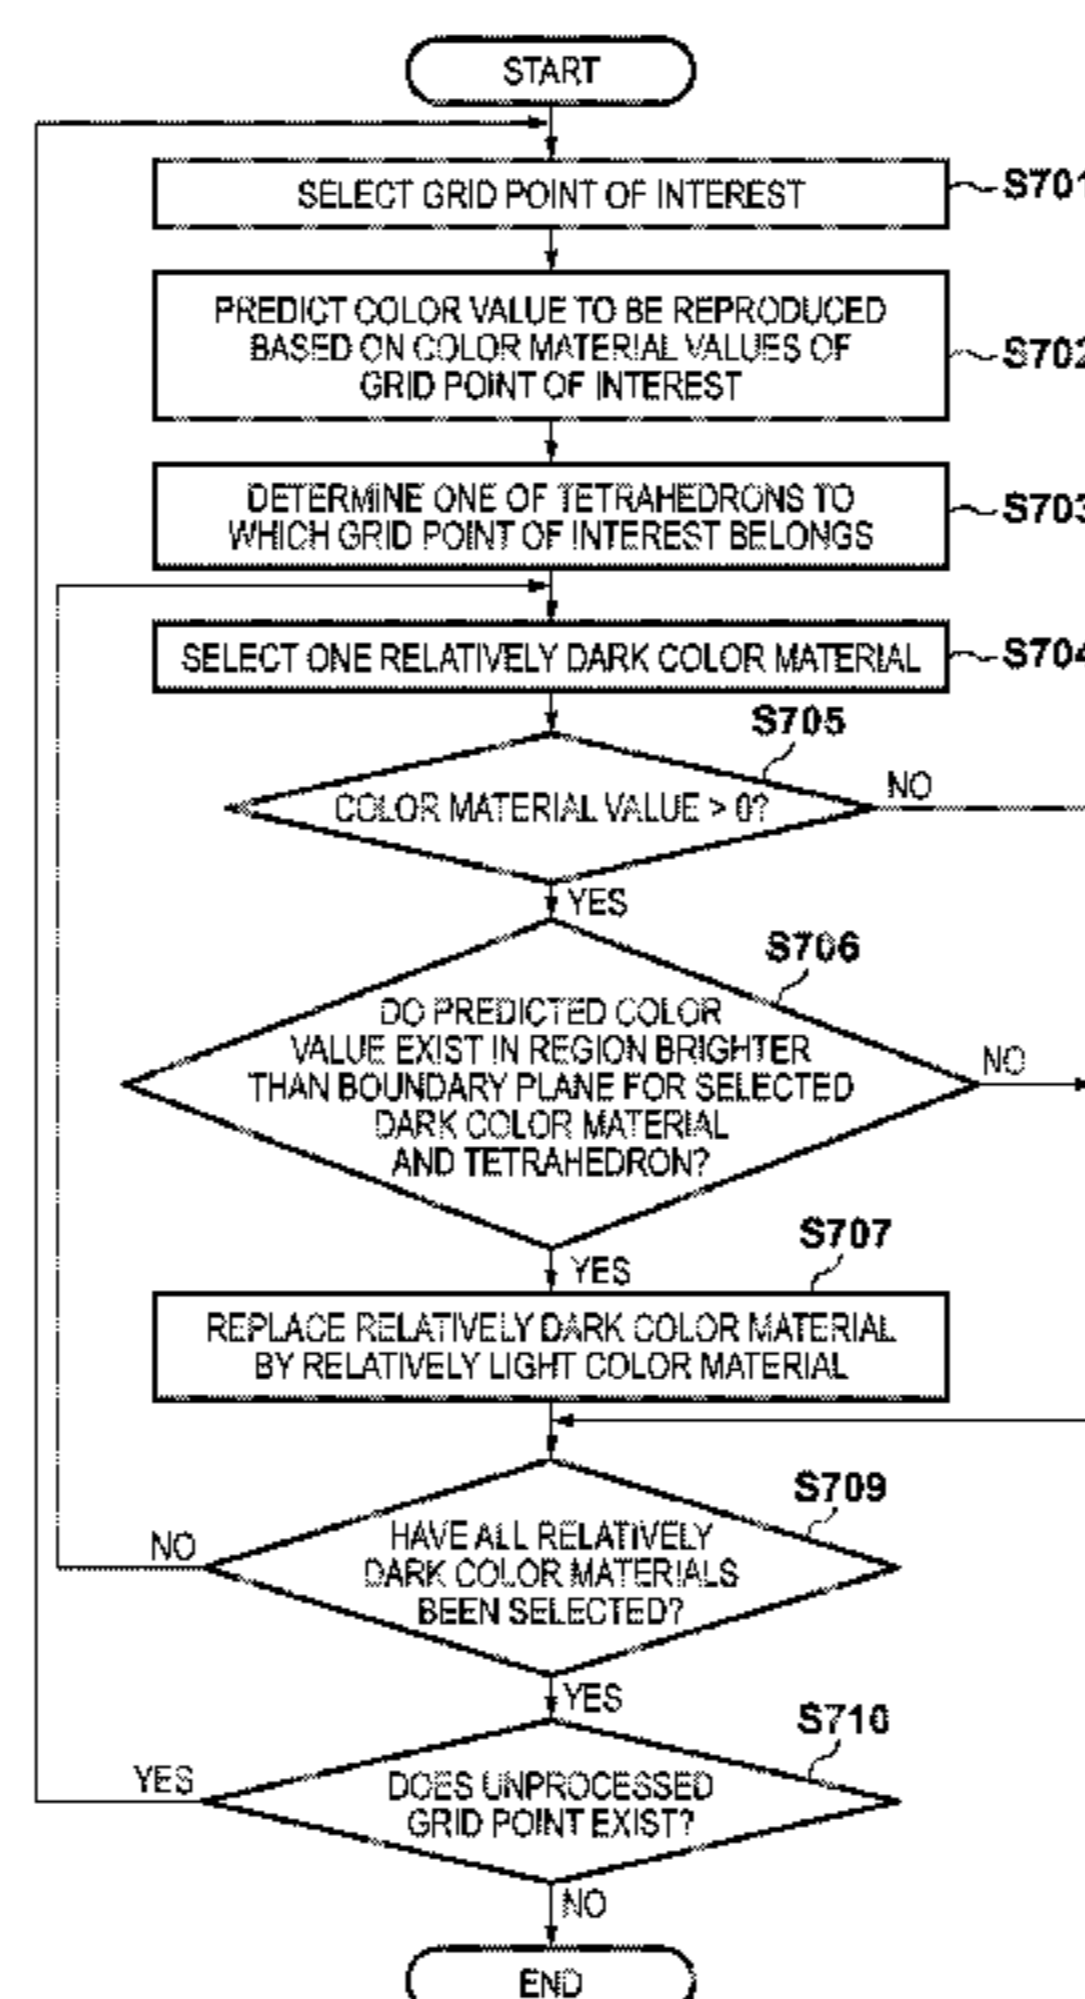 START
SELECT GRID POINT OF INTEREST
S701
PREDICT COLOR VALUE TO BE REPRODUCED
BASED ON COLOR MATERIAL VALUES OF
GRID POINT OF INTEREST
S702
DETERMINE ONE OF TETRAHEDRONS TO
WHICH GRID POINT OF INTEREST BELONGS
S703
SELECT ONE RELATIVELY DARK COLOR MATERIAL
S704
S705
COLOR MATERIAL VALUE > 0?
NO
YES
S706
DO PREDICTED COLOR
VALUE EXIST IN REGION BRIGHTER
THAN BOUNDARY PLANE FOR SELECTED
DARK COLOR MATERIAL
AND TETRAHEDRON?
NO
YES
S707
REPLACE RELATIVELY DARK COLOR MATERIAL
BY RELATIVELY LIGHT COLOR MATERIAL
S709
HAVE ALL RELATIVELY
DARK COLOR MATERIALS
BEEN SELECTED?
NO
YES
S710
DOES UNPROCESSED
GRID POINT EXIST?
YES
NO
END